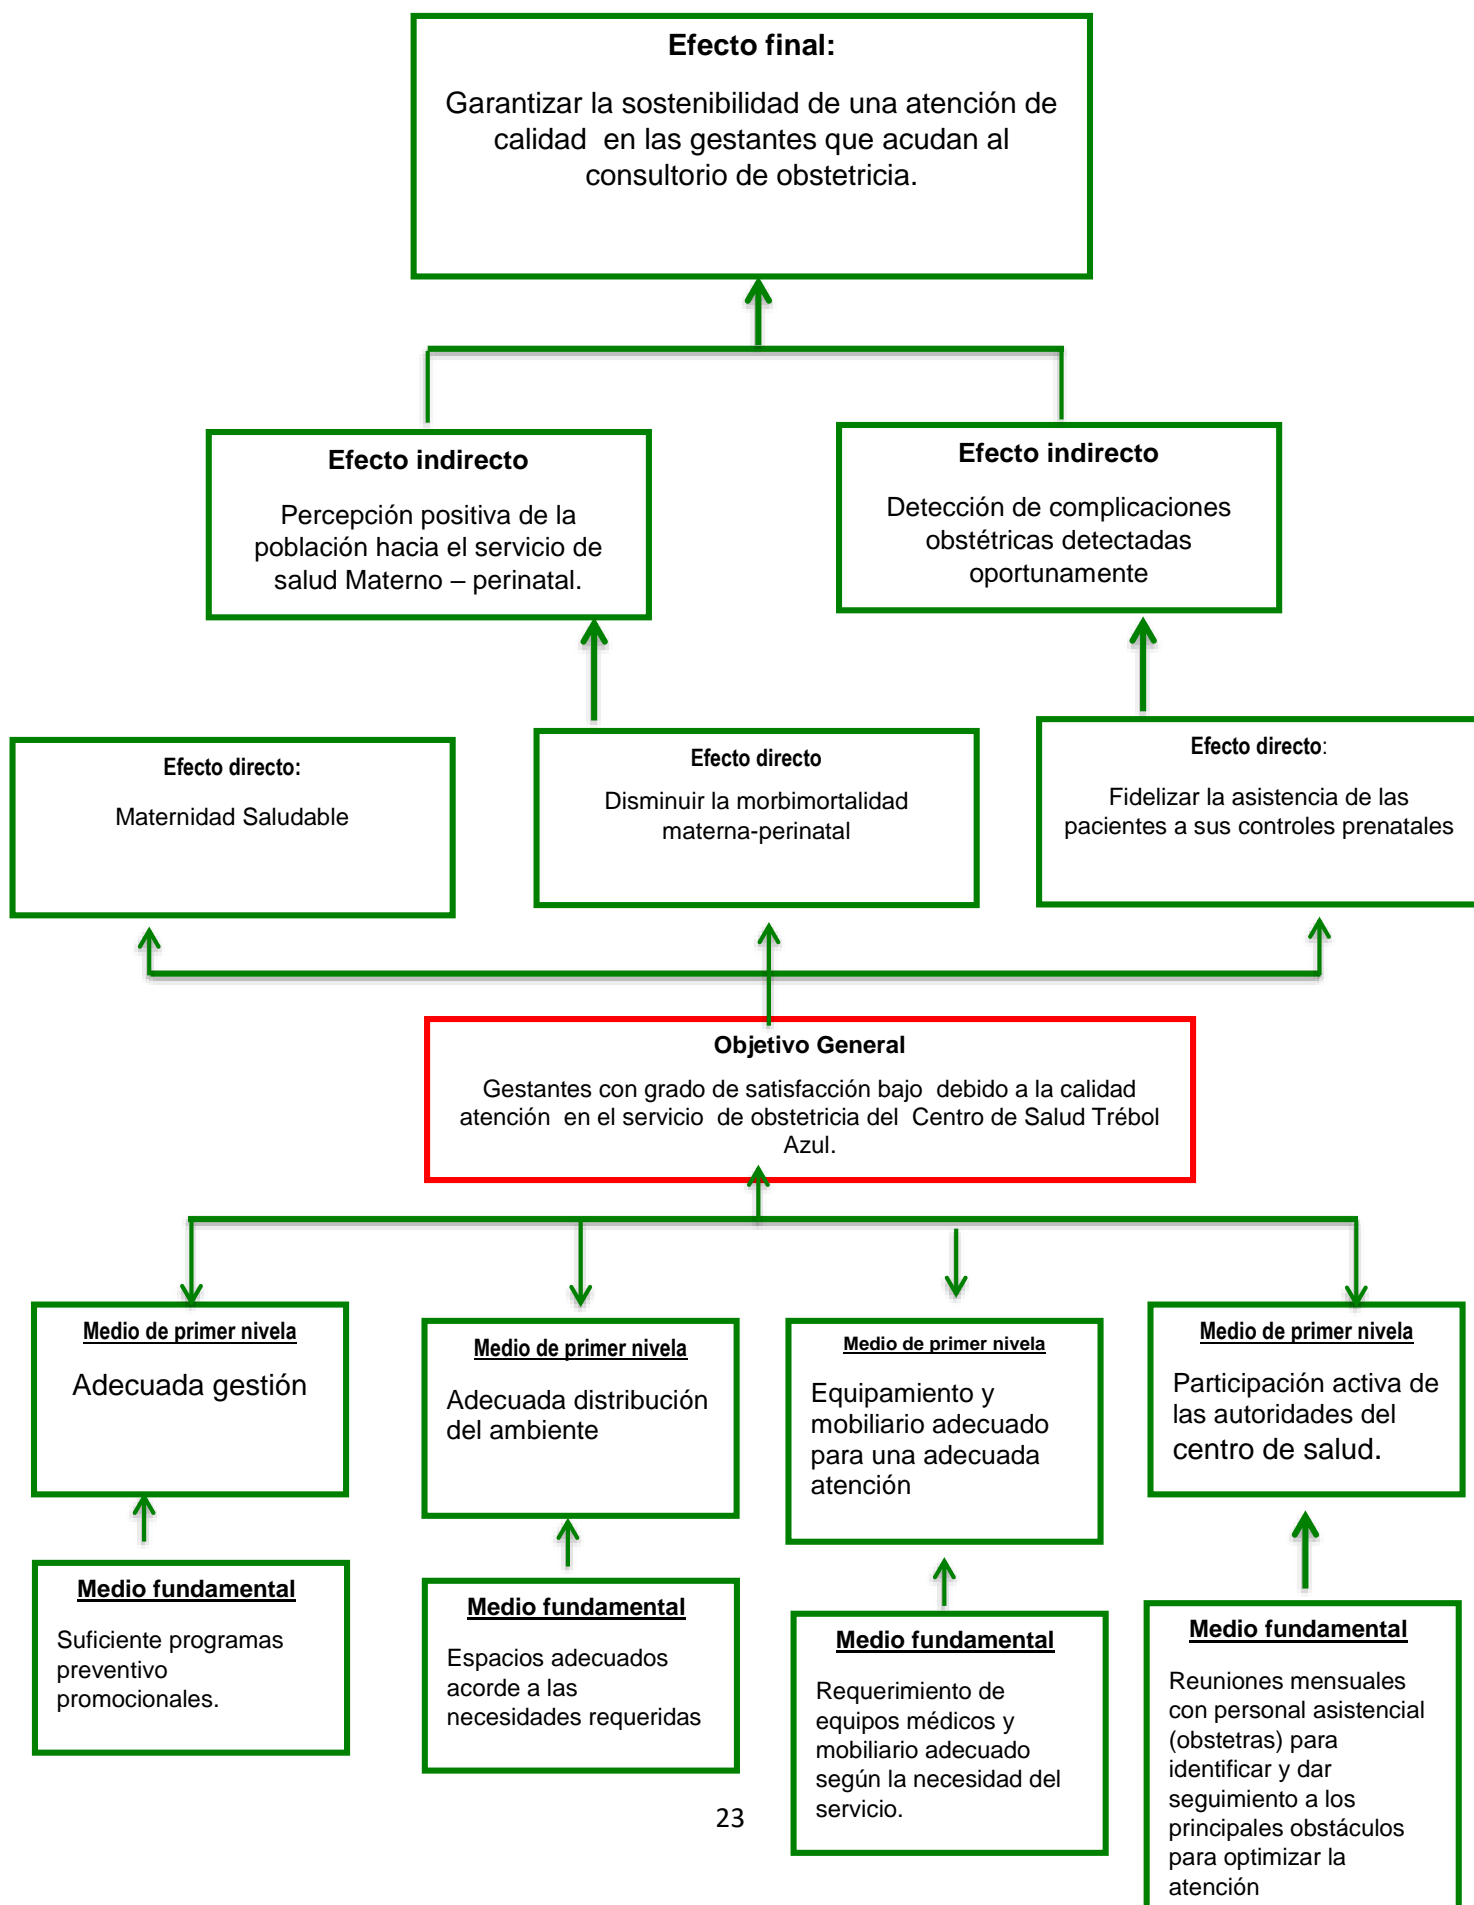 Efecto final:
Garantizar la sostenibilidad de una atención de
calidad  en las gestantes que acudan al
consultorio de obstetricia.
Efecto indirecto
Percepción positiva de la
población hacia el servicio de
salud Materno – perinatal.
Efecto indirecto
Detección de complicaciones
obstétricas detectadas
oportunamente
Efecto directo:
Maternidad Saludable
Efecto directo
Disminuir la morbimortalidad
materna-perinatal
Efecto directo:
Fidelizar la asistencia de las
pacientes a sus controles prenatales
Objetivo General
Gestantes con grado de satisfacción bajo  debido a la calidad
atención  en el servicio  de obstetricia del  Centro de Salud Trébol
Azul.
Medio de primer nivela
Adecuada gestión
Medio de primer nivela
Adecuada distribución
del ambiente
Medio de primer nivela
Equipamiento y
mobiliario adecuado
para una adecuada
atención
Medio de primer nivela
Participación activa de
las autoridades del
centro de salud.
Medio fundamental
Suficiente programas
preventivo
promocionales.
Medio fundamental
Espacios adecuados
acorde a las
necesidades requeridas
Medio fundamental
Requerimiento de
equipos médicos y
mobiliario adecuado
según la necesidad del
servicio.
Medio fundamental
Reuniones mensuales
con personal asistencial
(obstetras) para
identificar y dar
seguimiento a los
principales obstáculos
para optimizar la
atención
23